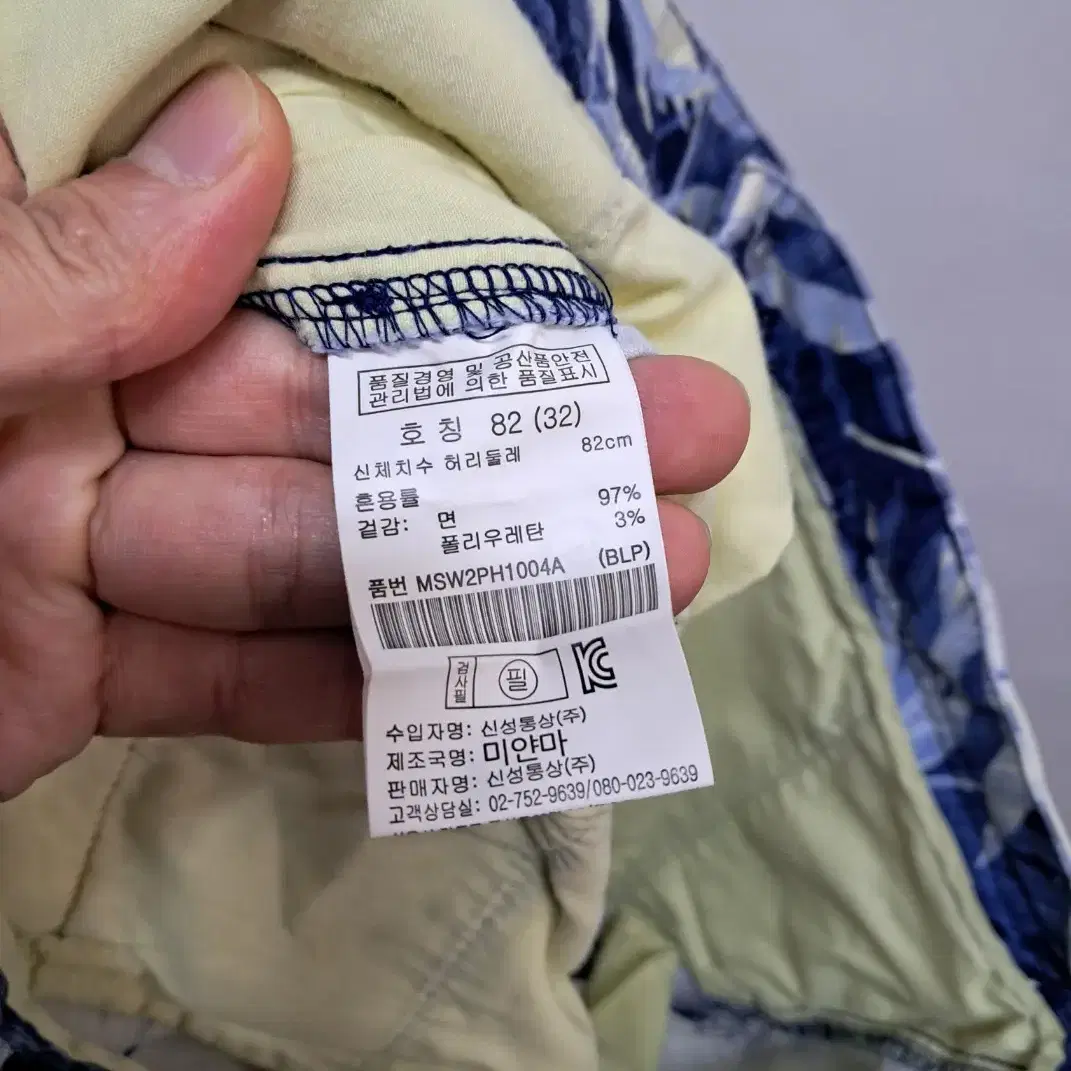 품질경영 및 공산품안전
관리법에 의한 품질표시
호 칭 82 (32)
신체치수 허리둘레 82cm
혼용률
겉감: 면 97%
폴리우레탄 3%
품번 MSW2PH1004A (BLP)
검사필 필
수입자명: 신성통상(주)
제조국명: 미얀마
판매자명: 신성통상(주)
고객상담실: 02-752-9639/080-023-9639